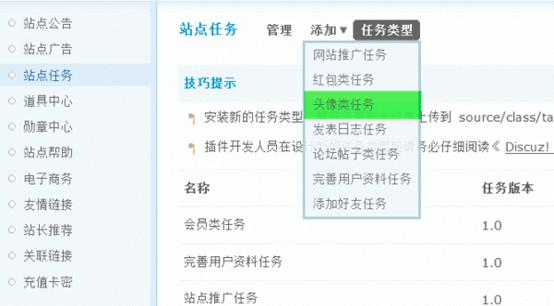 站点公告
站点广告
站点任务
道具中心
勋章中心
站点帮助
电子商务
友情链接
站长推荐
关联链接
充值卡密
站点任务 管理 添加 任务类型
网站推广任务
红包类任务
头像类任务
发表日志任务
论坛帖子类任务
完善用户资料任务
添加好友任务
技巧提示
安装新的任务类型 上传到 source/class/ta
插件开发人员在设 务必仔细阅读《 Discuz!
名称 任务版本
会员类任务 1.0
完善用户资料任务 1.0
站点推广任务 1.0